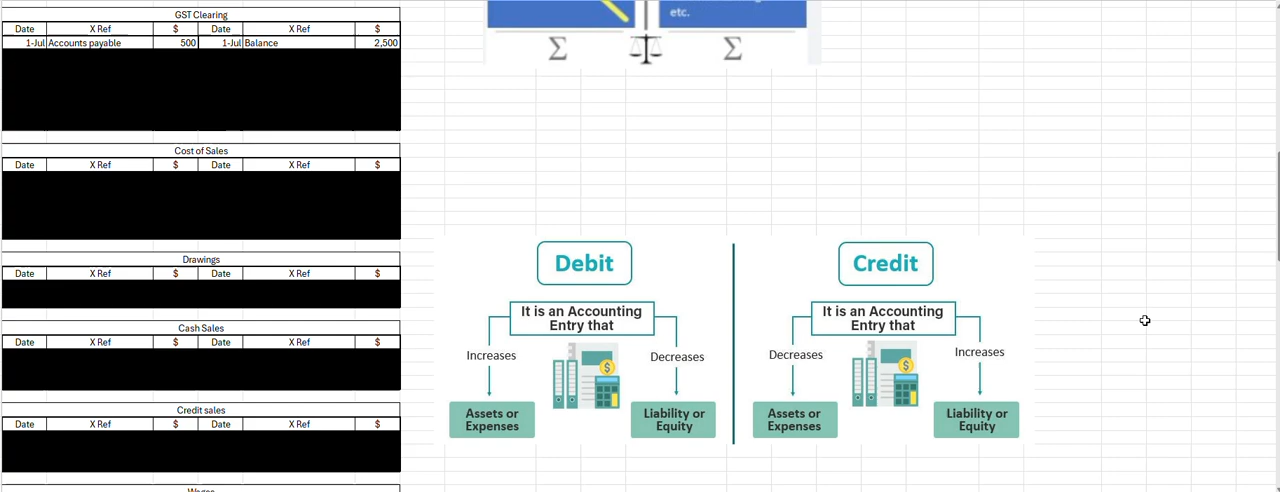 GST Clearing
Date X Ref $ Date X Ref $
1-Jul Accounts payable 500 1-Jul Balance 2,500
Cost of Sales
Date X Ref $ Date X Ref $
Drawings
Date X Ref $ Date X Ref $
Cash Sales
Date X Ref $ Date X Ref $
Credit sales
Date X Ref $ Date X Ref $
Wages
etc.
Σ Σ
Debit
It is an Accounting
Entry that
Increases
Decreases
$
Assets or
Expenses
Liability or
Equity
Credit
It is an Accounting
Entry that
Decreases
Increases
$
Assets or
Expenses
Liability or
Equity